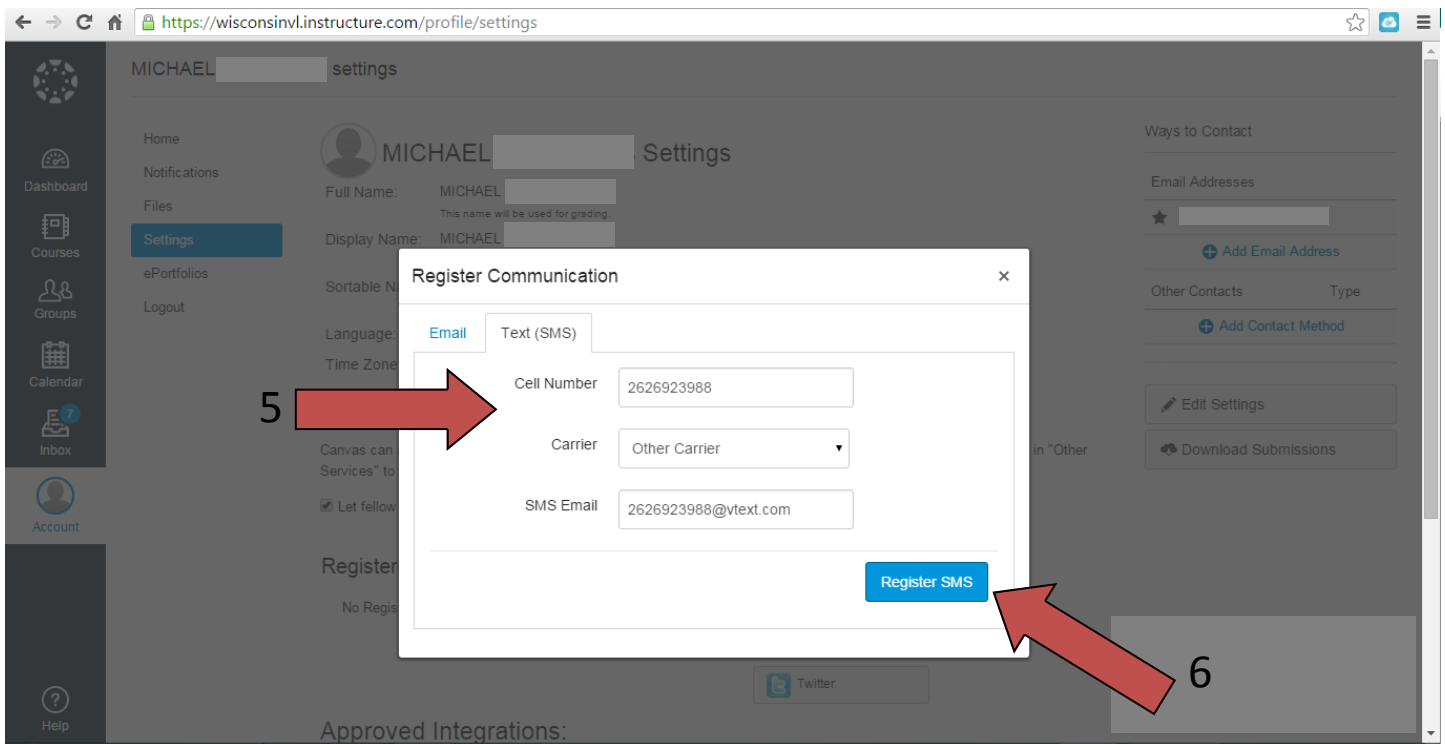 https://wisconsinvl.instructure.com/profile/settings
MICHAEL settings
Dashboard
Courses
Groups
Calendar
7
Inbox
Account
Help
Home
Notifications
Files
Settings
ePortfolios
Logout
MICHAEL Settings
Full Name: MICHAEL
This name will be used for grading.
Display Name: MICHAEL
Sortable N
Language:
Time Zone
Canvas can in "Other
Services" to
Let fellow
Register
No Regis
Twitter
Approved Integrations:
Ways to Contact
Email Addresses
Add Email Address
Other Contacts Type
Add Contact Method
Edit Settings
Download Submissions
Register Communication ×
Email Text (SMS)
Cell Number 2626923988
Carrier Other Carrier
SMS Email 2626923988@vtext.com
Register SMS
5
6